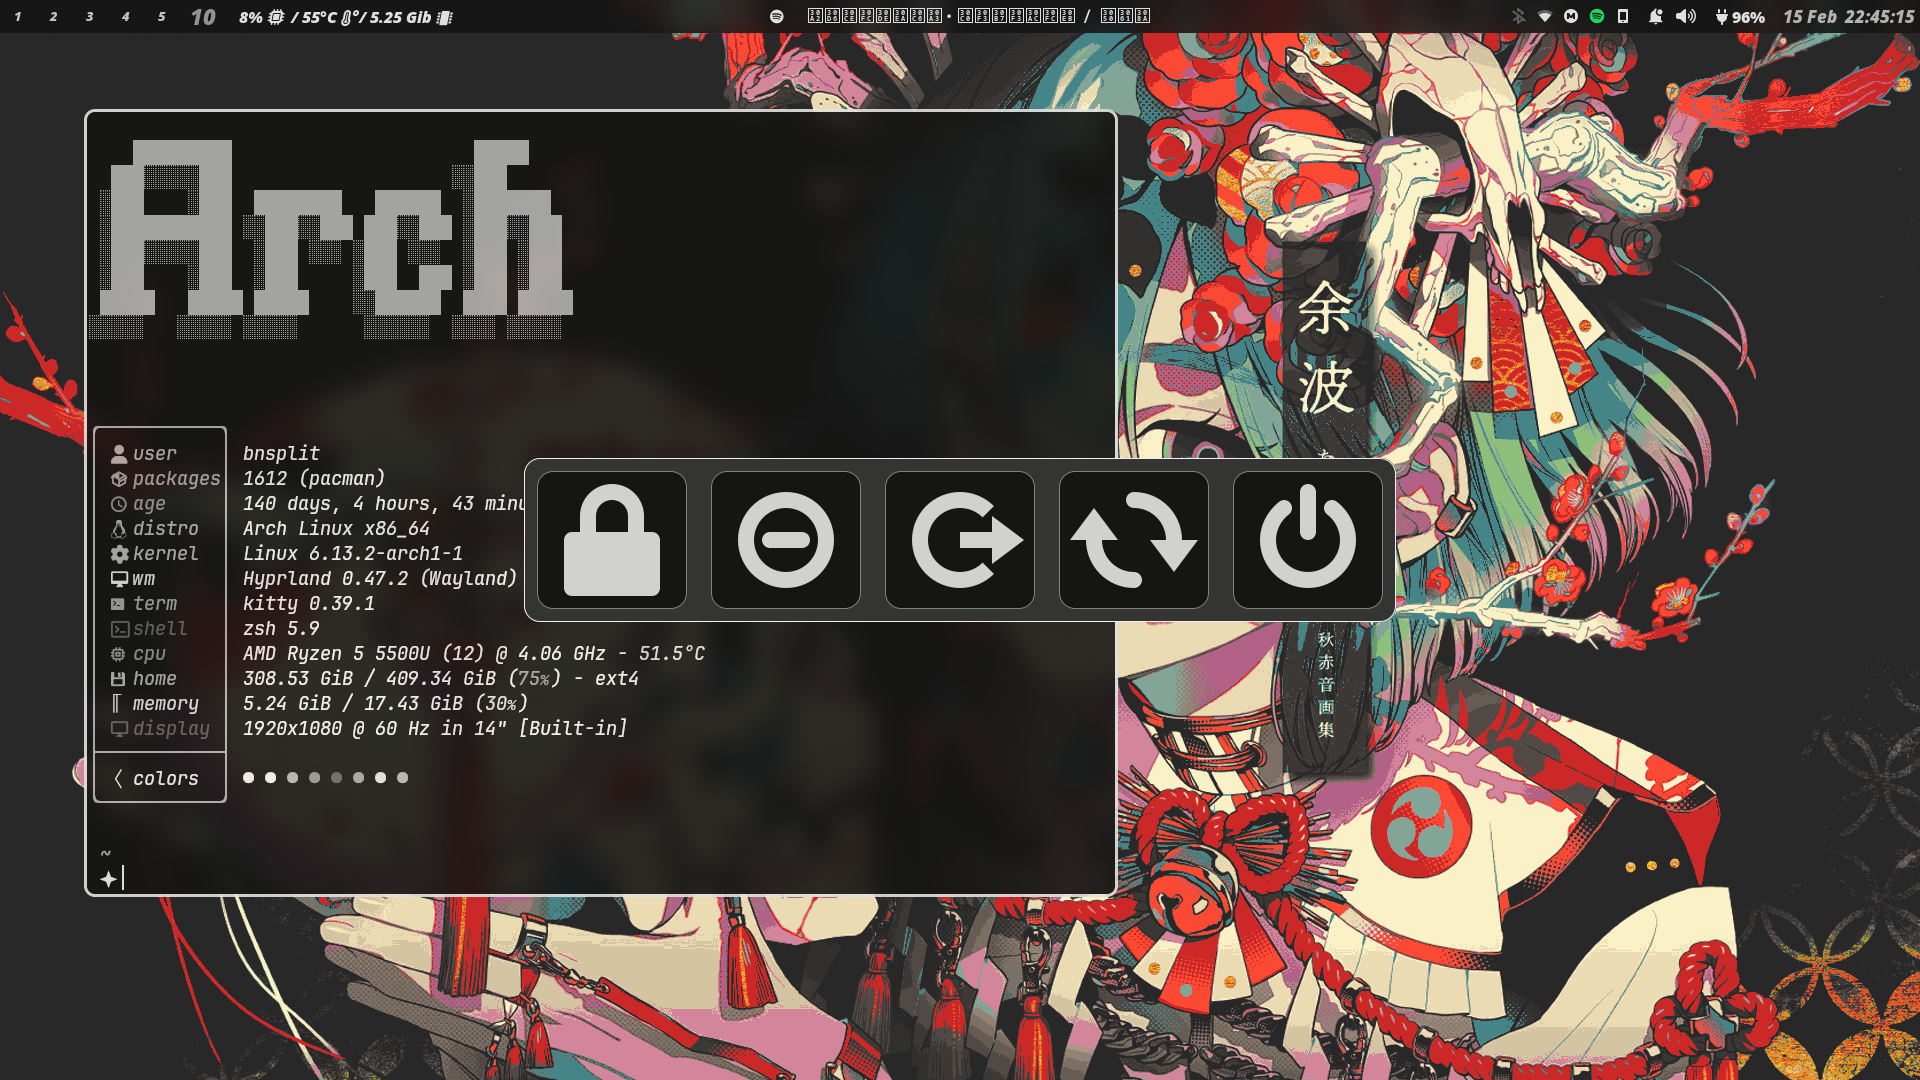 1 2 3 4 5 10 8% / 55°C / 5.25 Gib
96% 15 Feb 22:45:15
Arch
user bnsplit
packages 1612 (pacman)
age 140 days, 4 hours, 43 minu
distro Arch Linux x86_64
kernel Linux 6.13.2-arch1-1
wm Hyprland 0.47.2 (Wayland)
term kitty 0.39.1
shell zsh 5.9
cpu AMD Ryzen 5 5500U (12) @ 4.06 GHz - 51.5°C
home 308.53 GiB / 409.34 GiB (75%) - ext4
memory 5.24 GiB / 17.43 GiB (30%)
display 1920x1080 @ 60 Hz in 14" [Built-in]
colors
~
余波
秋赤音画集